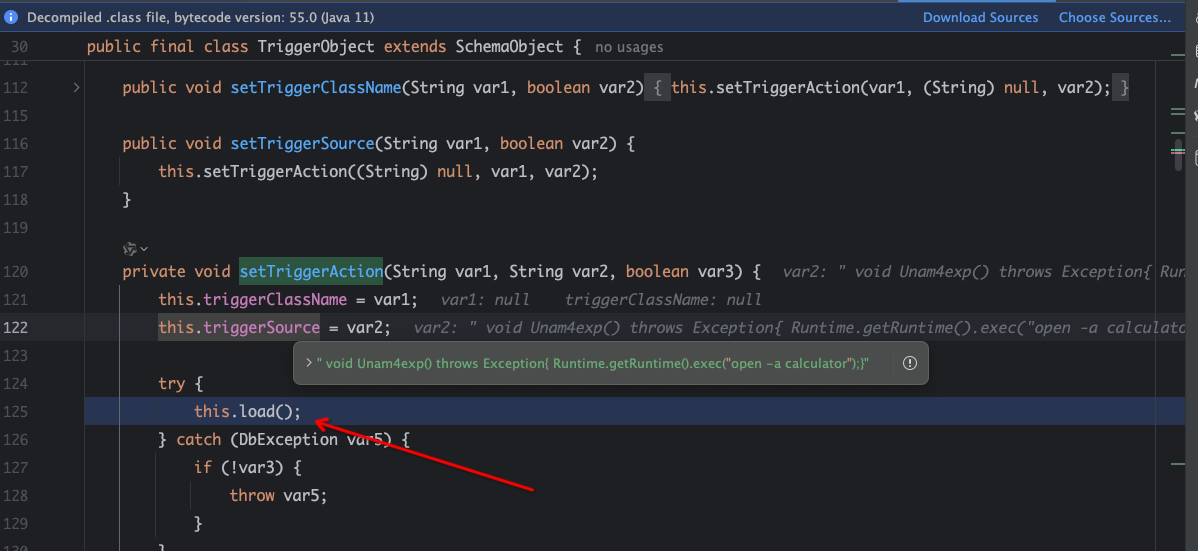 Decompiled .class file, bytecode version: 55.0 (Java 11) Download Sources Choose Sources...
30 public final class TriggerObject extends SchemaObject { no usages
111
112 public void setTriggerClassName(String var1, boolean var2) { this.setTriggerAction(var1, (String) null, var2); }
115
116 public void setTriggerSource(String var1, boolean var2) {
117 this.setTriggerAction((String) null, var1, var2);
118 }
119
120 private void setTriggerAction(String var1, String var2, boolean var3) { var2: " void Unam4exp() throws Exception{ Run
121 this.triggerClassName = var1; var1: null triggerClassName: null
122 this.triggerSource = var2; var2: " void Unam4exp() throws Exception{ Runtime.getRuntime().exec("open -a calculato
123
" void Unam4exp() throws Exception{ Runtime.getRuntime().exec("open -a calculator");}"
124 try {
125 this.load();
126 } catch (DbException var5) {
127 if (!var3) {
128 throw var5;
129 }
130 }